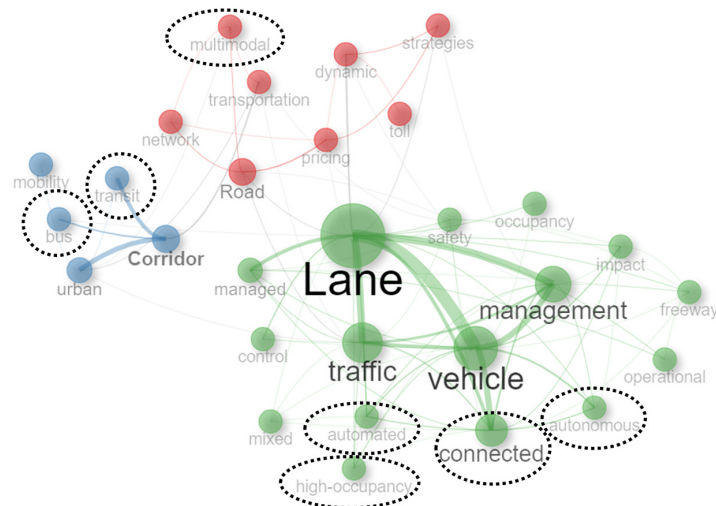 strategies
multimodal
dynamic
transportation
network
toll
pricing
mobility
transit
Road
bus
safety
occupancy
Corridor
impact
urban
managed
Lane
management
freeway
control
traffic
vehicle
operational
mixed
automated
autonomous
connected
high-occupancy